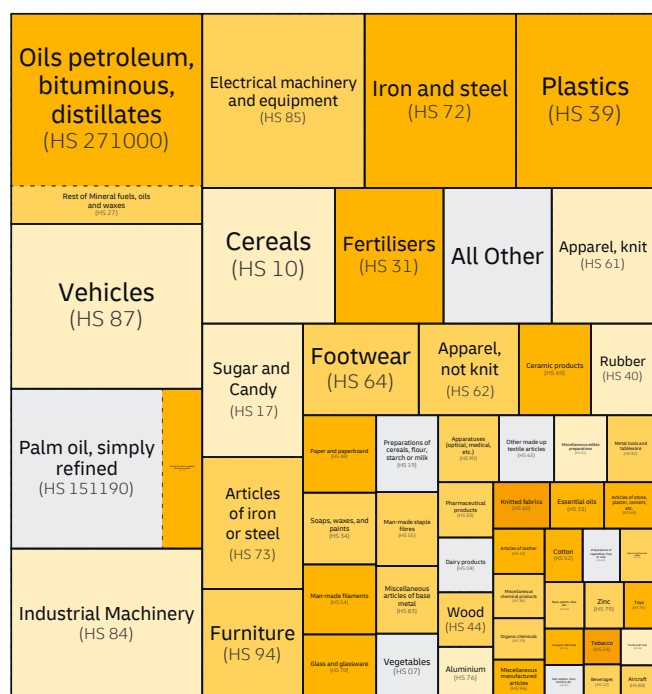 Oils petroleum,
bituminous,
distillates
(HS 271000)
Rest of Mineral fuels, oils
and waxes
(HS 27)
Vehicles
(HS 87)
Palm oil, simply
refined
(HS 151190)
Industrial Machinery
(HS 84)
Electrical machinery
and equipment
(HS 85)
Iron and steel
(HS 72)
Plastics
(HS 39)
Cereals
(HS 10)
Fertilisers
(HS 31)
All Other
Apparel, knit
(HS 61)
Sugar and
Candy
(HS 17)
Footwear
(HS 64)
Apparel,
not knit
(HS 62)
Ceramic products
(HS 69)
Rubber
(HS 40)
Articles
of iron
or steel
(HS 73)
Furniture
(HS 94)
Paper and paperboard
(HS 48)
Preparations of
cereals, flour,
starch or milk
(HS 19)
Apparatuses
(optical, medical,
etc.)
(HS 90)
Other made up
textile articles
(HS 63)
Miscellaneous edible
preparations
Metal tools and
tableware
Soaps, waxes, and
paints
(HS 34)
Man-made staple
fibres
(HS 55)
Pharmaceutical
products
(HS 30)
Knitted fabrics
(HS 60)
Essential oils
(HS 33)
Articles of stone,
plaster, cement,
etc.
(HS 68)
Dairy products
(HS 04)
Articles of leather
(HS 42)
Cotton
(HS 52)
Man-made filaments
(HS 54)
Miscellaneous
articles of base
metal
(HS 83)
Wood
(HS 44)
Miscellaneous
chemical products
(HS 38)
Zinc
(HS 79)
Toys
(HS 95)
Organic chemicals
(HS 29)
Tobacco
(HS 24)
Glass and glassware
(HS 70)
Vegetables
(HS 07)
Aluminium
(HS 76)
Miscellaneous
manufactured
articles
(HS 96)
Beverages
(HS 22)
Aircraft
(HS 88)